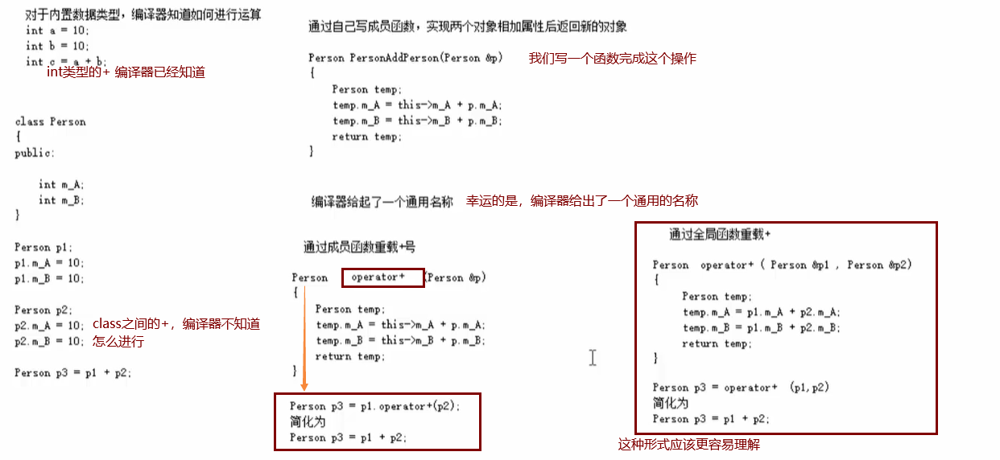 对于内置数据类型，编译器知道如何进行运算
int a = 10;
int b = 10;
int c = a + b;
int类型的+ 编译器已经知道
class Person
{
public:
int m_A;
int m_B;
}
Person p1;
p1.m_A = 10;
p1.m_B = 10;
Person p2;
p2.m_A = 10;
p2.m_B = 10;
class之间的+，编译器不知道
怎么进行
Person p3 = p1 + p2;
通过自己写成员函数，实现两个对象相加属性后返回新的对象
Person PersonAddPerson(Person &p)
我们写一个函数完成这个操作
{
Person temp;
temp.m_A = this->m_A + p.m_A;
temp.m_B = this->m_B + p.m_B;
return temp;
}
编译器给起了一个通用名称
幸运的是，编译器给出了一个通用的名称
通过成员函数重载+号
Person operator+ (Person &p)
{
Person temp;
temp.m_A = this->m_A + p.m_A;
temp.m_B = this->m_B + p.m_B;
return temp;
}
Person p3 = p1.operator+(p2);
简化为
Person p3 = p1 + p2;
通过全局函数重载+
Person operator+ ( Person &p1 , Person &p2)
{
Person temp;
temp.m_A = p1.m_A + p2.m_A;
temp.m_B = p1.m_B + p2.m_B;
return temp;
}
Person p3 = operator+ (p1,p2)
简化为
Person p3 = p1 + p2;
这种形式应该更容易理解